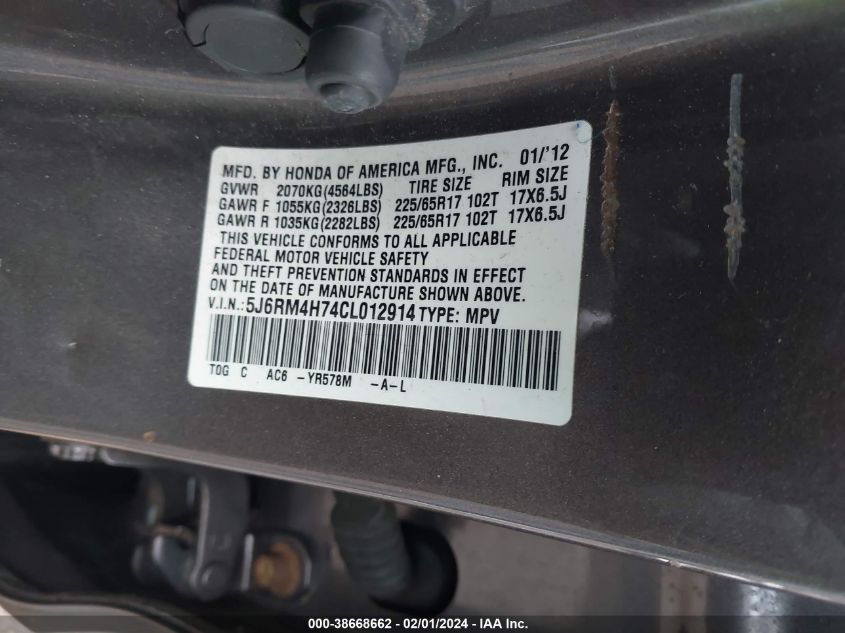 MFD. BY HONDA OF AMERICA MFG., INC. 01/'12
GVWR 2070KG(4564LBS) TIRE SIZE RIM SIZE
GAWR F 1055KG(2326LBS) 225/65R17 102T 17X6.5J
GAWR R 1035KG(2282LBS) 225/65R17 102T 17X6.5J
THIS VEHICLE CONFORMS TO ALL APPLICABLE
FEDERAL MOTOR VEHICLE SAFETY
AND THEFT PREVENTION STANDARDS IN EFFECT
ON THE DATE OF MANUFACTURE SHOWN ABOVE.
V.I.N.:5J6RM4H74CL012914 TYPE: MPV
TOG C AC6 -YR578M -A-L
000-38668662 - 02/01/2024 - IAA Inc.